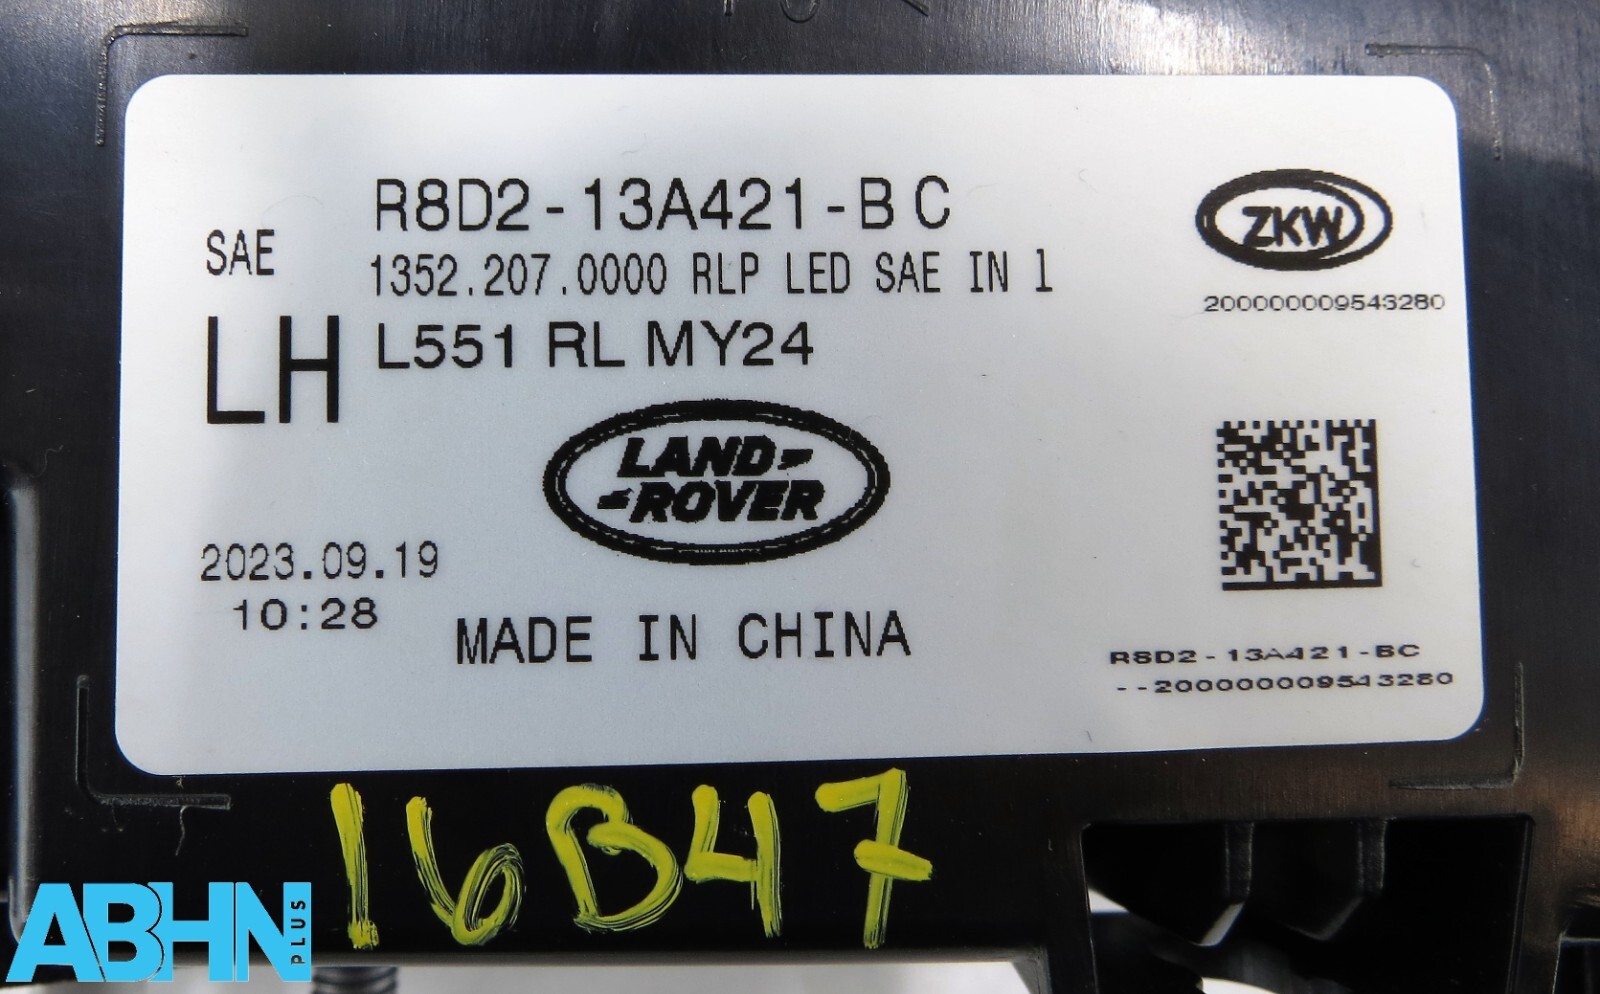 R8D2-13A421-BC
SAE
1352.207.0000 RLP LED SAE IN 1
LH
L551 RL MY24
ZKW
200000009543280
LAND-
-ROVER
2023.09.19
10:28
MADE IN CHINA
R8D2-13A421-BC
--200000009543280
16B47
ABHN
PLUS